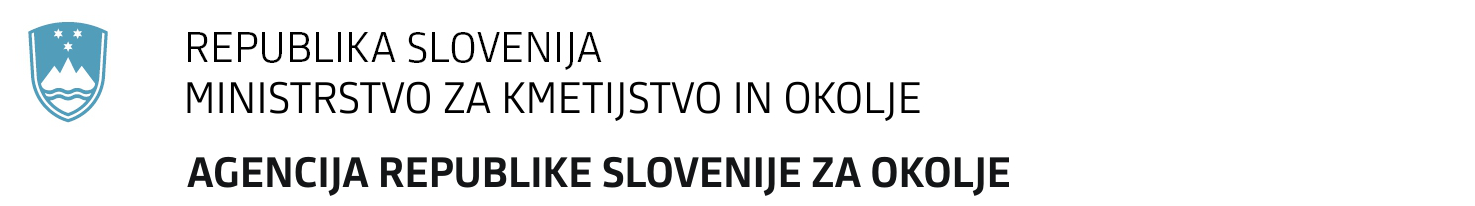 REPUBLIKA SLOVENIJA
MINISTRSTVO ZA KMETIJSTVO IN OKOLJE
AGENCIJA REPUBLIKE SLOVENIJE ZA OKOLJE